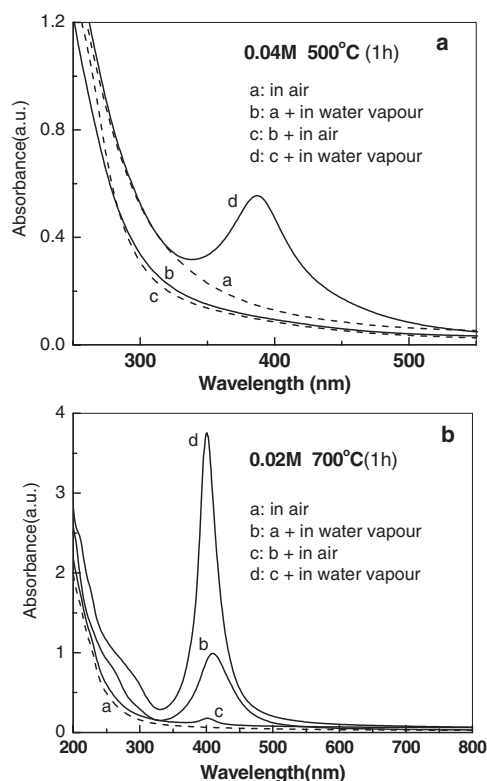 1.2
0.8
0.4
0.0
Absorbance(a.u.)
a
0.04M 500°C (1h)
a: in air
b: a + in water vapour
c: b + in air
d: c + in water vapour
d
a
b
c
300 400 500
Wavelength (nm)
4
3
2
1
0
Absorbance(a.u.)
b
0.02M 700°C(1h)
a: in air
b: a + in water vapour
c: b + in air
d: c + in water vapour
d
b
c
a
200 300 400 500 600 700 800
Wavelength(nm)